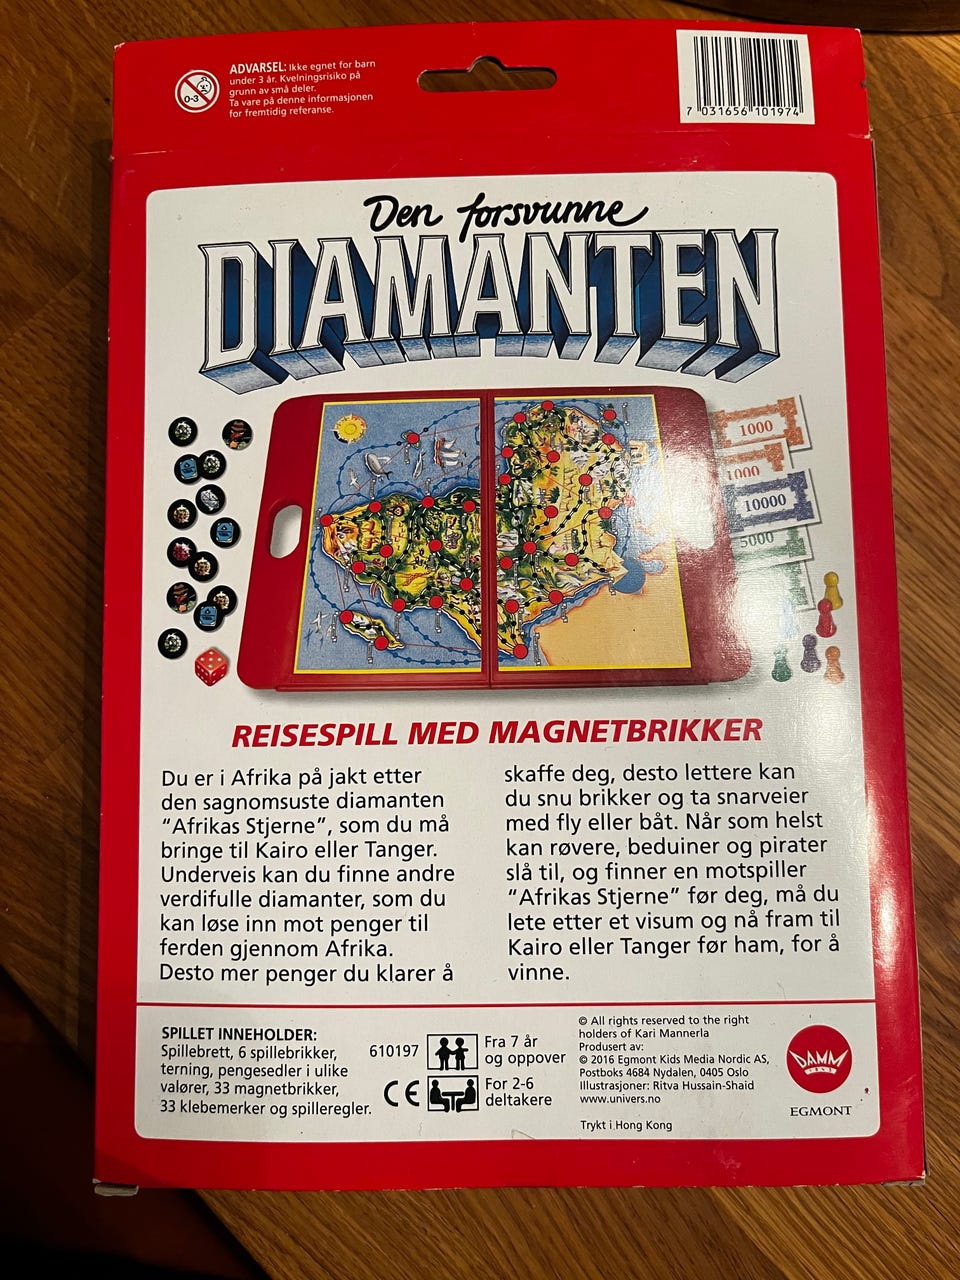 ADVARSEL: Ikke egnet for barn
under 3 år. Kvelningsrisiko på
grunn av små deler.
Ta vare på denne informasjonen
for fremtidig referanse.
0-3
7 031656 101974
Den forsvunne
DIAMANTEN
1000
1000
10000
5000
REISESPILL MED MAGNETBRIKKER
Du er i Afrika på jakt etter
den sagnomsuste diamanten
“Afrikas Stjerne”, som du må
bringe til Kairo eller Tanger.
Underveis kan du finne andre
verdifulle diamanter, som du
kan løse inn mot penger til
ferden gjennom Afrika.
Desto mer penger du klarer å
skaffe deg, desto lettere kan
du snu brikker og ta snarveier
med fly eller båt. Når som helst
kan røvere, beduiner og pirater
slå til, og finner en motspiller
“Afrikas Stjerne” før deg, må du
lete etter et visum og nå fram til
Kairo eller Tanger før ham, for å
vinne.
SPILLET INNEHOLDER:
Spillebrett, 6 spillebrikker,
terning, pengesedler i ulike
valører, 33 magnetbrikker,
33 klebemerker og spilleregler.
610197
CE
Fra 7 år
og oppover
For 2-6
deltakere
© All rights reserved to the right
holders of Kari Mannerla
Produsert av:
© 2016 Egmont Kids Media Nordic AS,
Postboks 4684 Nydalen, 0405 Oslo
Illustrasjoner: Ritva Hussain-Shaid
www.univers.no
Trykt i Hong Kong
DAMM
EGMONT